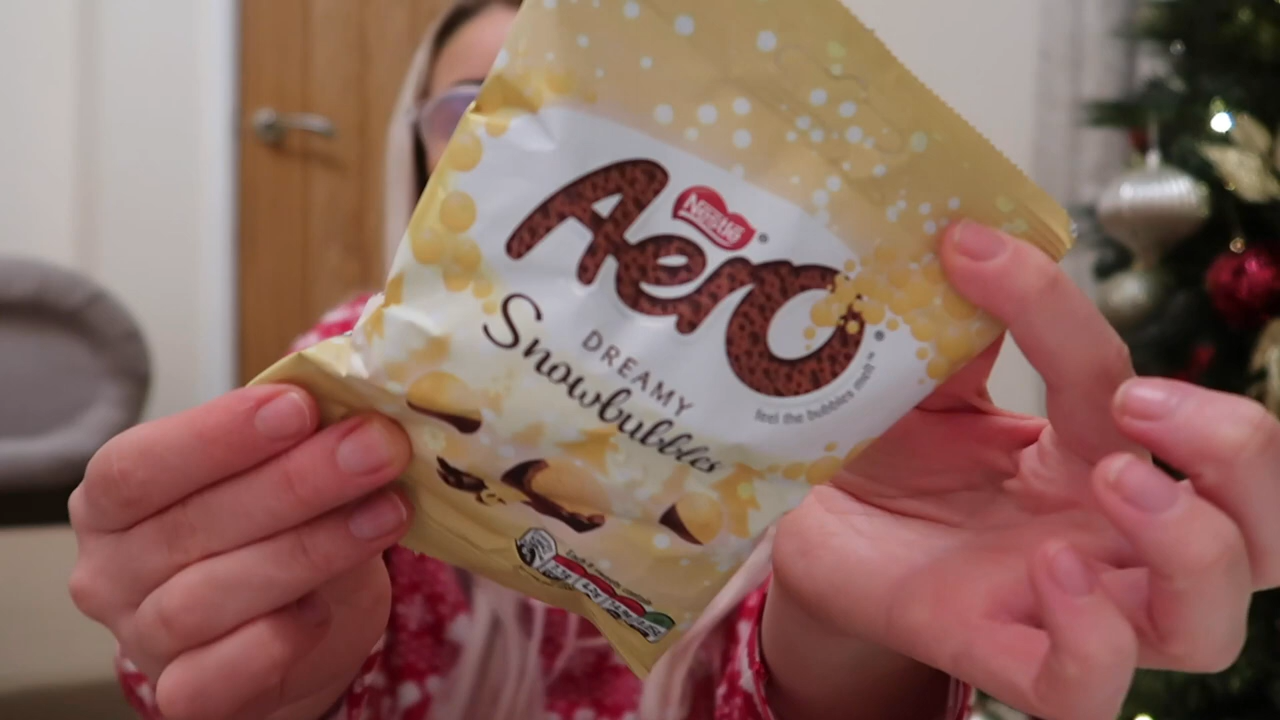 Nestlé®
Aero®
feel the bubbles melt™
DREAMY
Snowbubbles